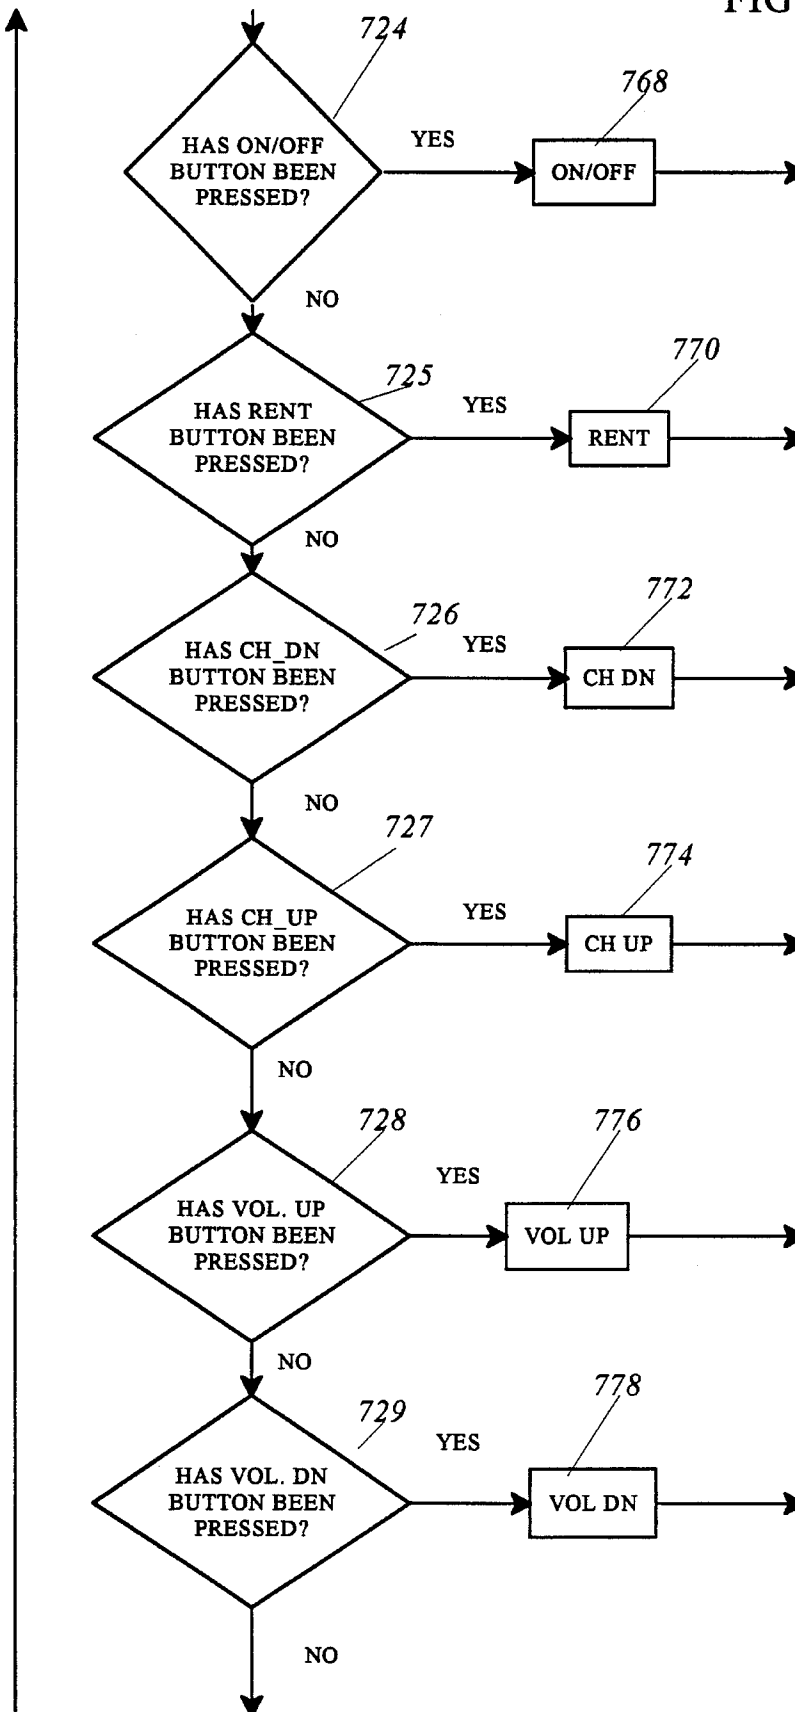 FIG
724
768
HAS ON/OFF
BUTTON BEEN
PRESSED?
YES
ON/OFF
NO
725
770
HAS RENT
BUTTON BEEN
PRESSED?
YES
RENT
NO
726
772
HAS CH_DN
BUTTON BEEN
PRESSED?
YES
CH DN
NO
727
774
HAS CH_UP
BUTTON BEEN
PRESSED?
YES
CH UP
NO
728
776
HAS VOL. UP
BUTTON BEEN
PRESSED?
YES
VOL UP
NO
729
778
HAS VOL. DN
BUTTON BEEN
PRESSED?
YES
VOL DN
NO